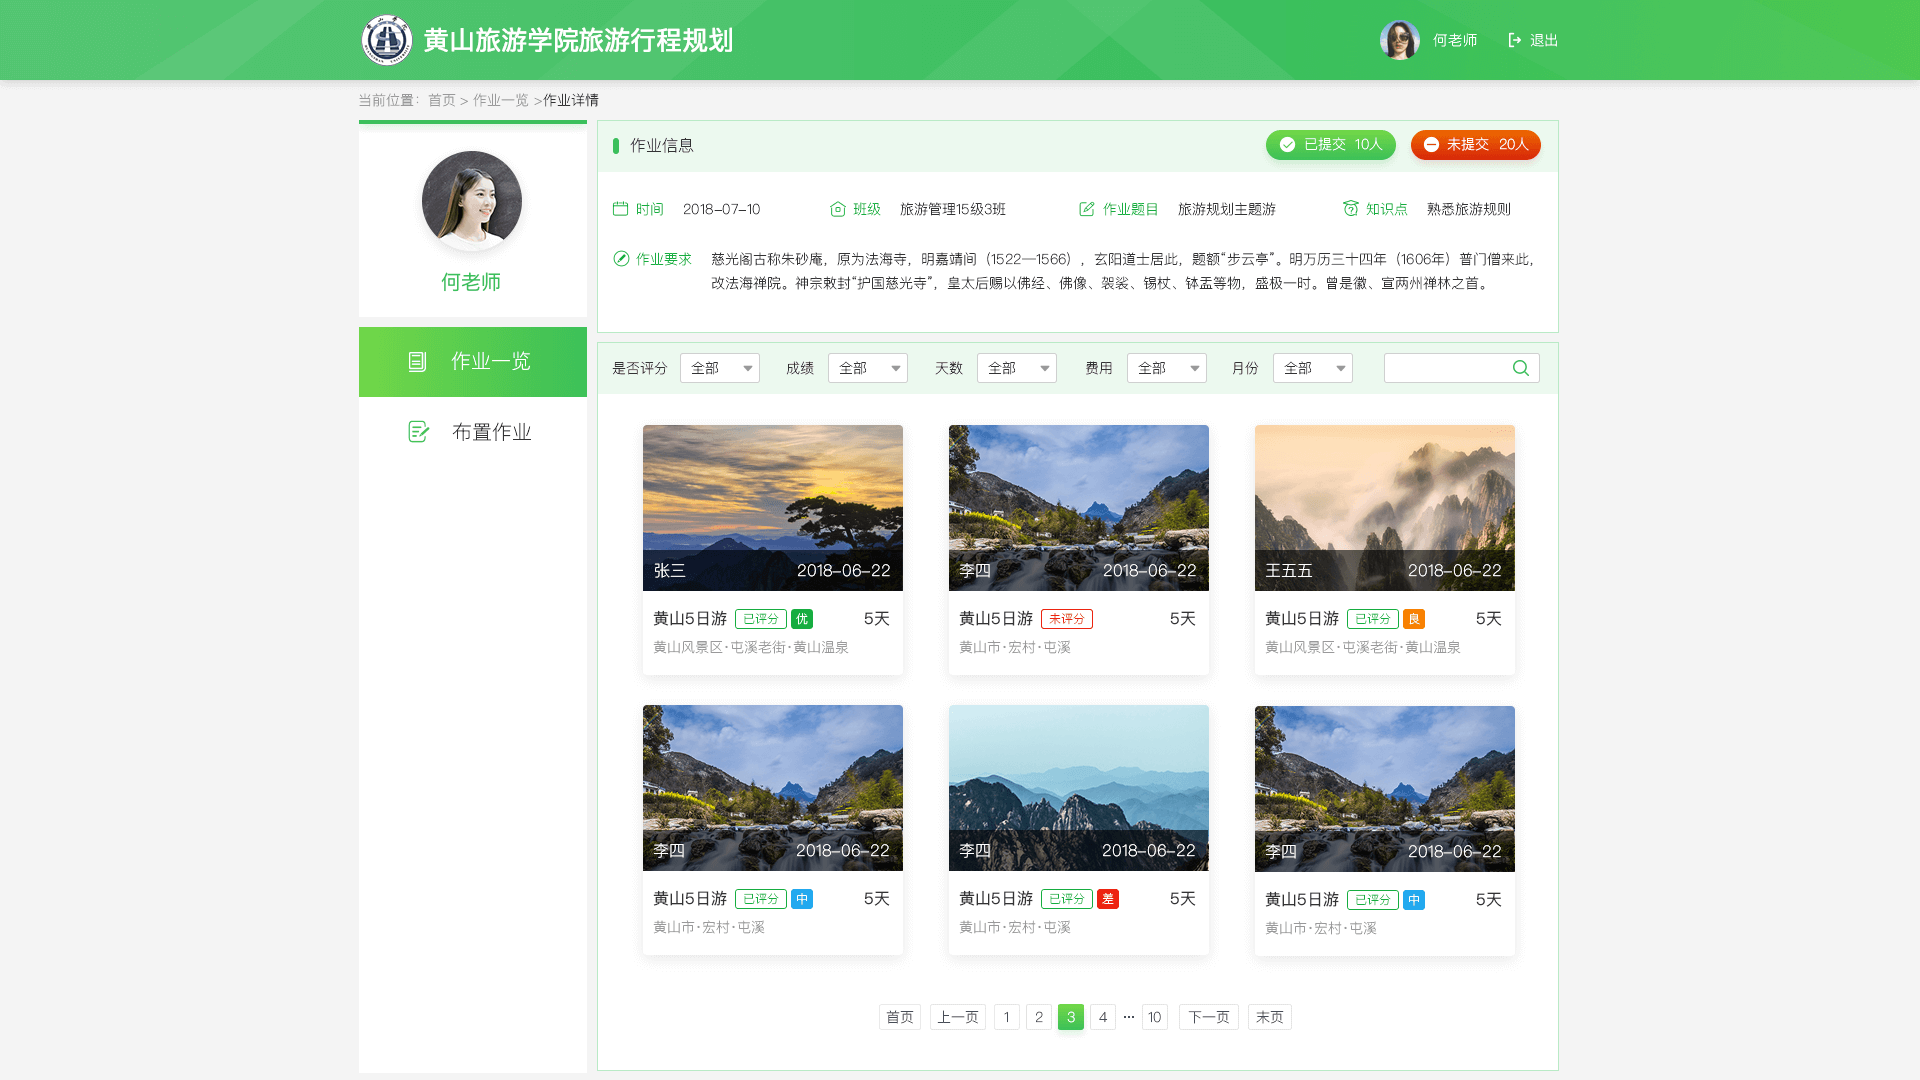 黄山旅游学院旅游行程规划
何老师
退出
当前位置：首页 > 作业一览 >作业详情
何老师
作业一览
布置作业
作业信息
已提交 10人
未提交 20人
时间 2018-07-10
班级 旅游管理15级3班
作业题目 旅游规划主题游
知识点 熟悉旅游规则
作业要求
慈光阁古称朱砂庵，原为法海寺，明嘉靖间（1522—1566），玄阳道士居此，题额“步云亭”。明万历三十四年（1606年）普门僧来此，
改法海禅院。神宗敕封“护国慈光寺”，皇太后赐以佛经、佛像、袈裟、锡杖、钵盂等物，盛极一时。曾是徽、宣两州禅林之首。
是否评分 全部 成绩 全部 天数 全部 费用 全部 月份 全部
张三 2018-06-22
黄山5日游 已评分 优 5天
黄山风景区·屯溪老街·黄山温泉
李四 2018-06-22
黄山5日游 未评分 5天
黄山市·宏村·屯溪
王五五 2018-06-22
黄山5日游 已评分 良 5天
黄山风景区·屯溪老街·黄山温泉
李四 2018-06-22
黄山5日游 已评分 中 5天
黄山市·宏村·屯溪
李四 2018-06-22
黄山5日游 已评分 差 5天
黄山市·宏村·屯溪
李四 2018-06-22
黄山5日游 已评分 中 5天
黄山市·宏村·屯溪
首页 上一页 1 2 3 4 ··· 10 下一页 末页